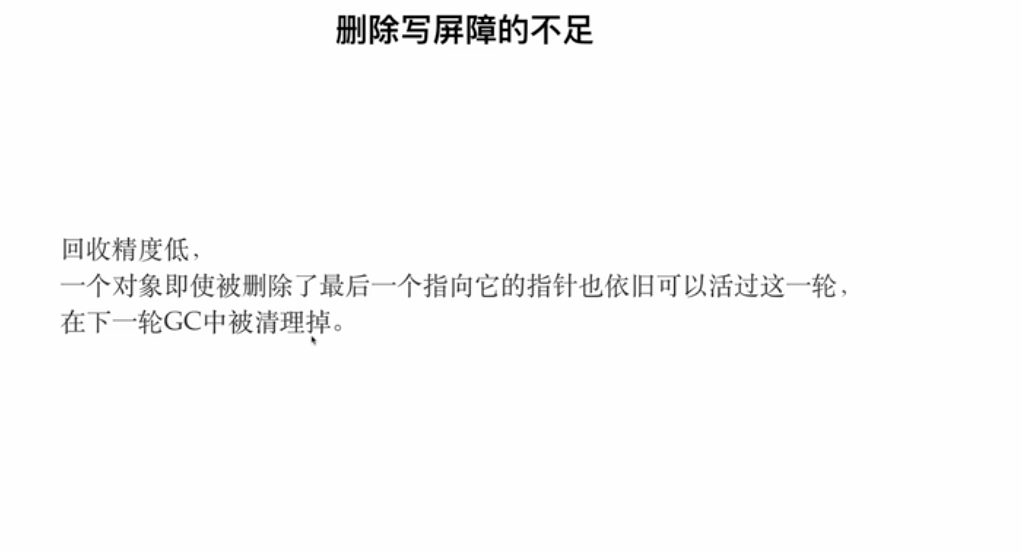 删除写屏障的不足
回收精度低，
一个对象即使被删除了最后一个指向它的指针也依旧可以活过这一轮，
在下一轮GC中被清理掉。